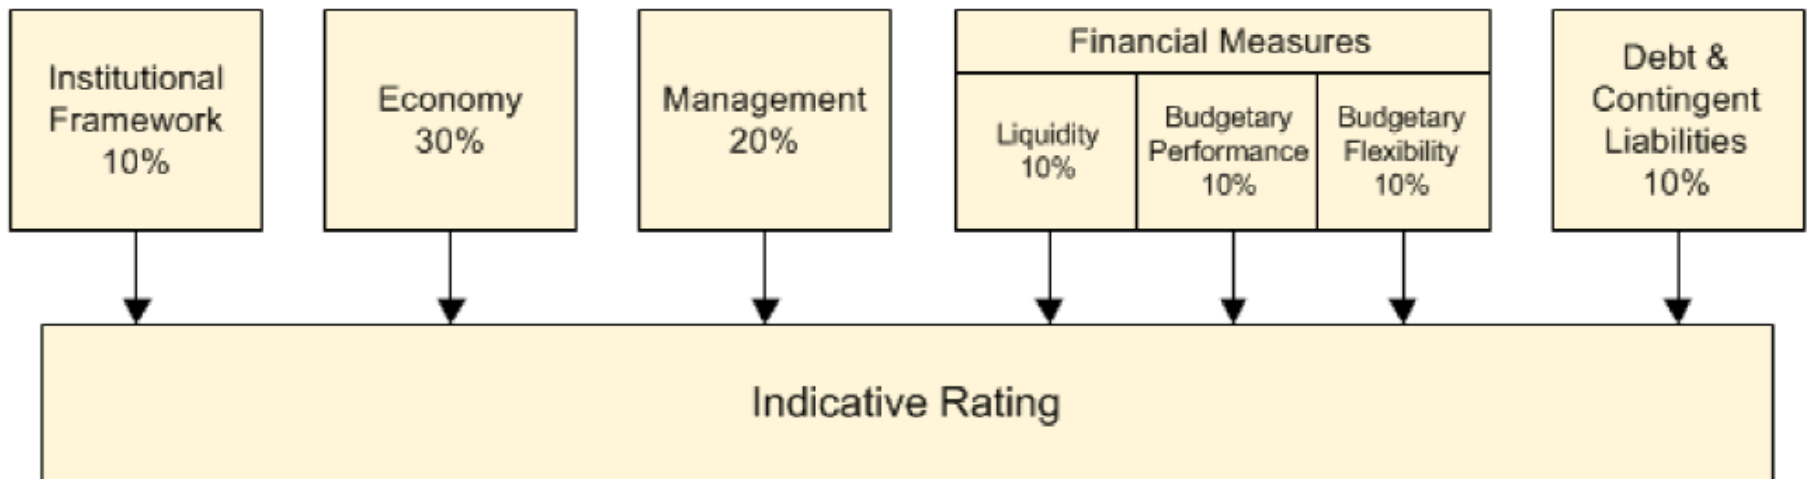 Institutional
Framework
10%
Economy
30%
Management
20%
Financial Measures
Liquidity
10%
Budgetary
Performance
10%
Budgetary
Flexibility
10%
Debt &
Contingent
Liabilities
10%
Indicative Rating